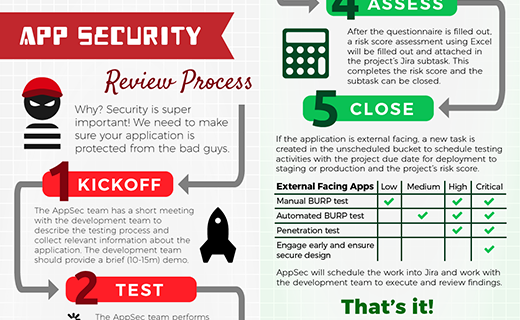 APP SECURITY
Review Process
Why? Security is super
important! We need to make
sure your application is
protected from the bad guys.
1 KICKOFF
The AppSec team has a short meeting
with the development team to
describe the testing process and
collect relevant information about the
application. The development team
should provide a brief (10-15m) demo.
2 TEST
The AppSec team performs
4 ASSESS
After the questionnaire is filled out,
a risk score assessment using Excel
will be filled out and attached in
the project's Jira subtask. This
completes the risk score and the
subtask can be closed.
5 CLOSE
If the application is external facing, a new task is
created in the unscheduled bucket to schedule testing
activities with the project due date for deployment to
staging or production and the project's risk score.
External Facing Apps Low Medium High Critical
Manual BURP test
Automated BURP test
Penetration test
Engage early and ensure
secure design
AppSec will schedule the work into Jira and work with
the development team to execute and review findings.
That's it!